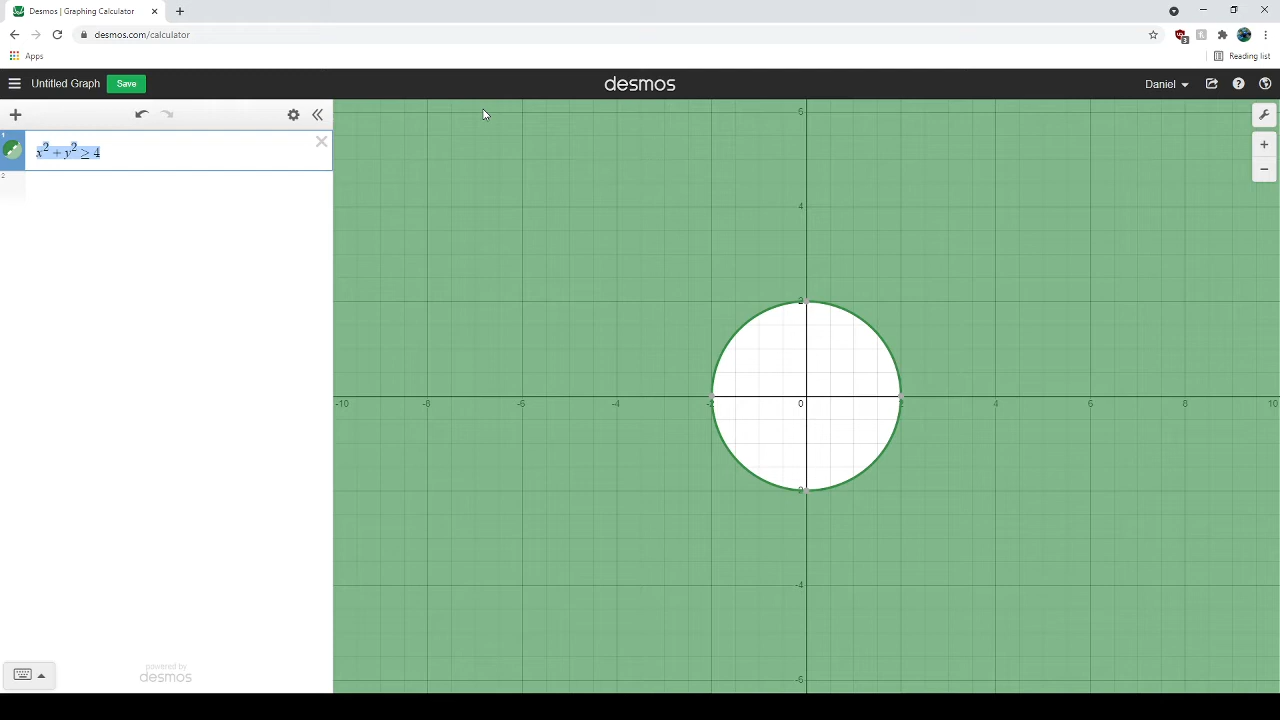 Desmos | Graphing Calculator
desmos.com/calculator
3
Apps
Reading list
Untitled Graph
Save
desmos
Daniel
1
x² + y² ≥ 4
2
6
4
2
-10
-8
-6
-4
-2
0
2
4
6
8
10
-2
-4
-6
powered by
desmos